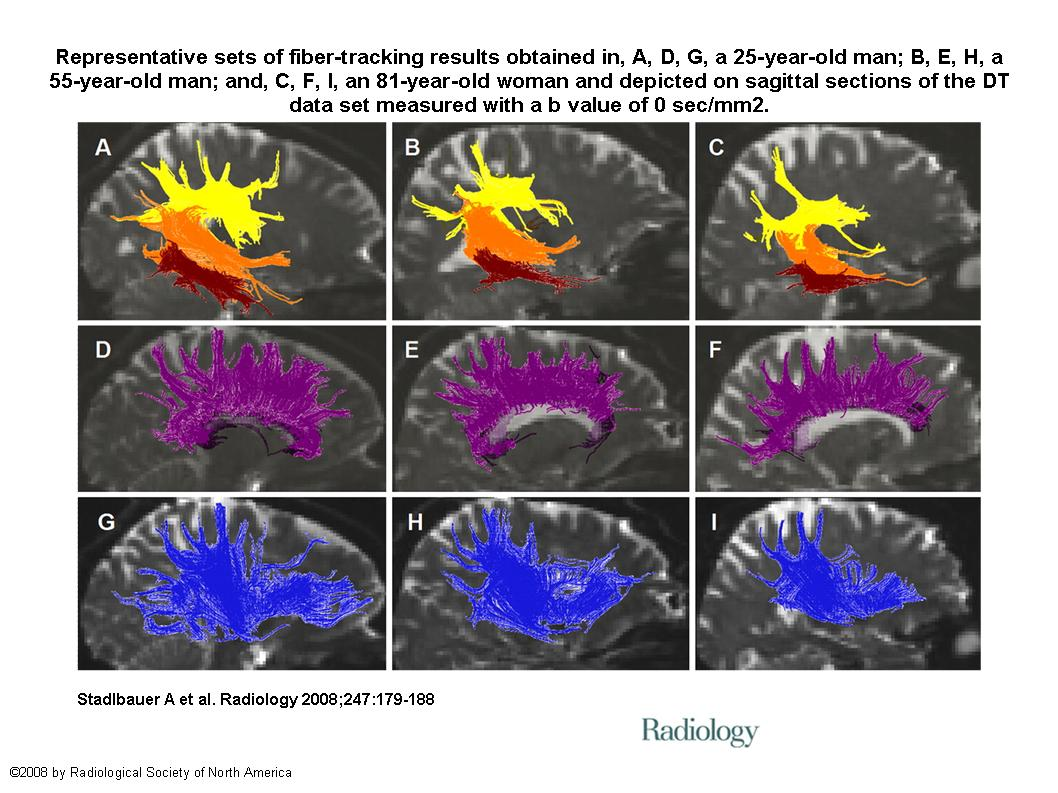 Representative sets of fiber-tracking results obtained in, A, D, G, a 25-year-old man; B, E, H, a
55-year-old man; and, C, F, I, an 81-year-old woman and depicted on sagittal sections of the DT
data set measured with a b value of 0 sec/mm2.
A
B
C
D
E
F
G
H
I
Stadlbauer A et al. Radiology 2008;247:179-188
Radiology
©2008 by Radiological Society of North America